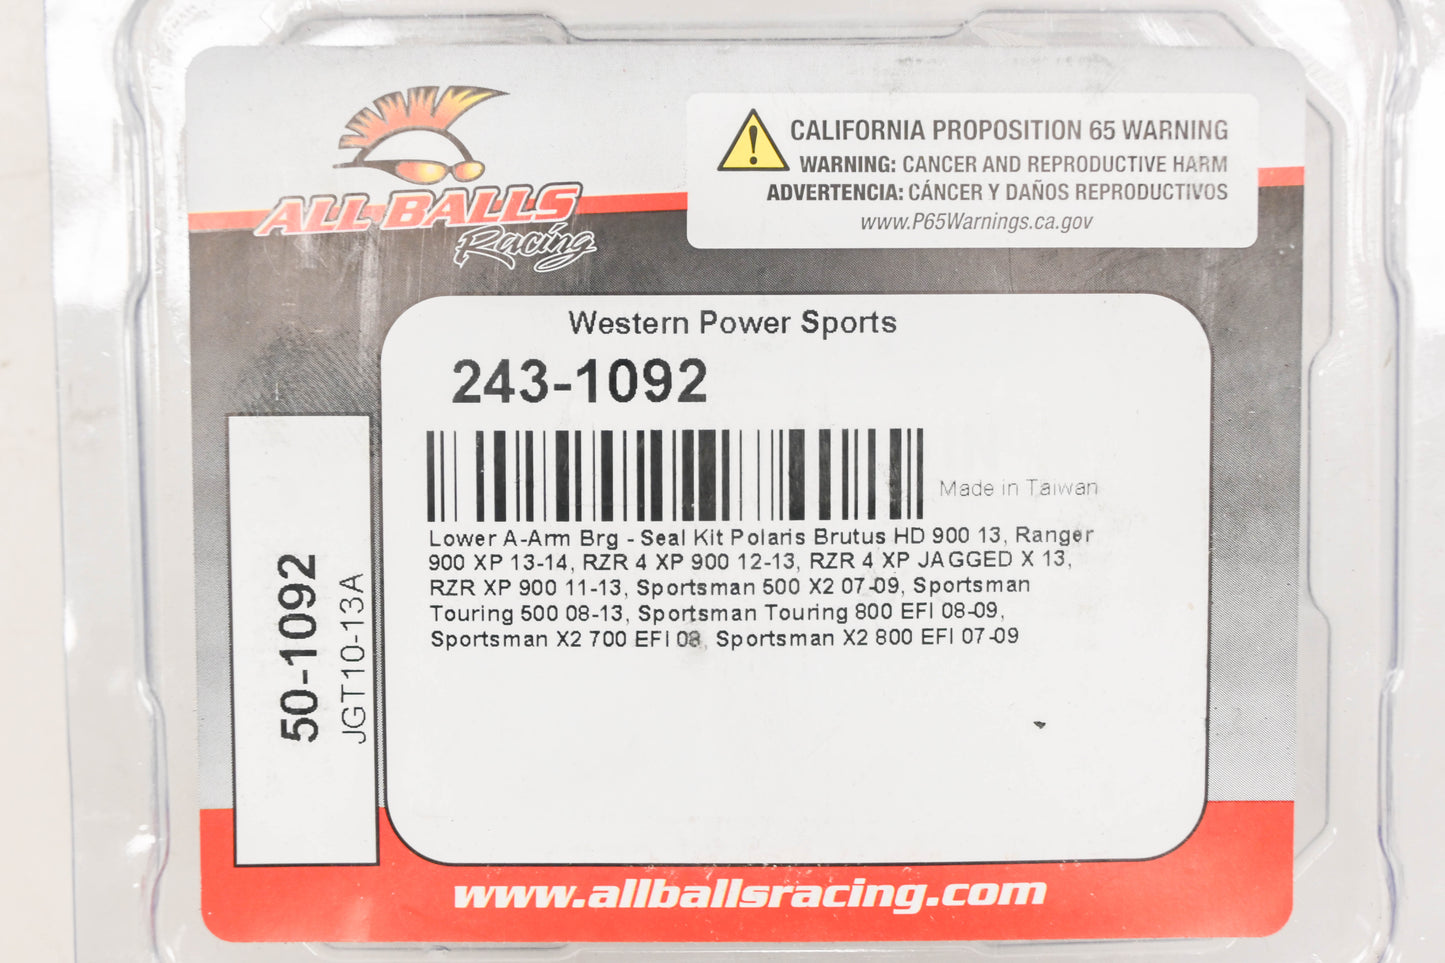 ALL BALLS
Racing
CALIFORNIA PROPOSITION 65 WARNING
WARNING: CANCER AND REPRODUCTIVE HARM
ADVERTENCIA: CÁNCER Y DAÑOS REPRODUCTIVOS
www.P65Warnings.ca.gov
Western Power Sports
243-1092
Made in Taiwan
Lower A-Arm Brg - Seal Kit Polaris Brutus HD 900 13, Ranger
900 XP 13-14, RZR 4 XP 900 12-13, RZR 4 XP JAGGED X 13,
RZR XP 900 11-13, Sportsman 500 X2 07-09, Sportsman
Touring 500 08-13, Sportsman Touring 800 EFI 08-09,
Sportsman X2 700 EFI 08, Sportsman X2 800 EFI 07-09
50-1092
JGT10-13A
www.allballsracing.com